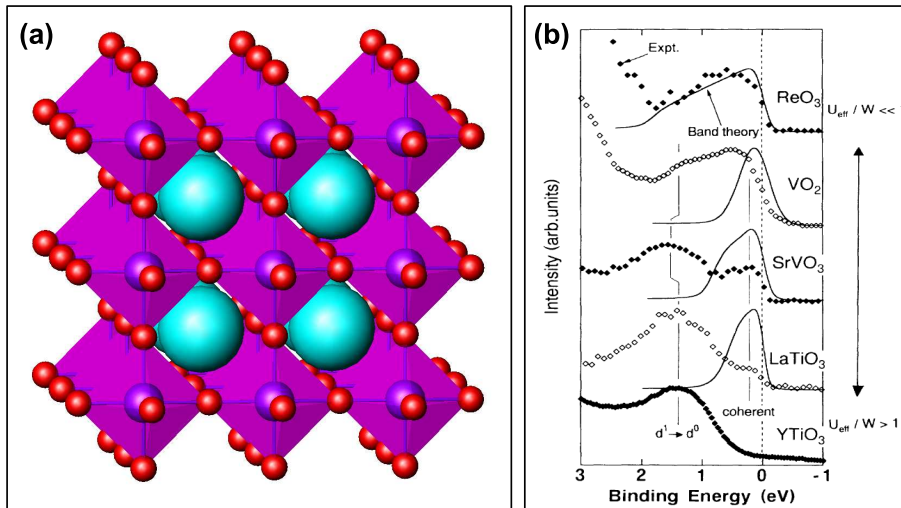 (a)
(b)
Expt.
ReO3
Ueff / W <<
Band theory
VO2
SrVO3
LaTiO3
coherent
Ueff / W > 1
d1 → d0
YTiO3
3 2 1 0 -1
Binding Energy (eV)
Intensity (arb.units)